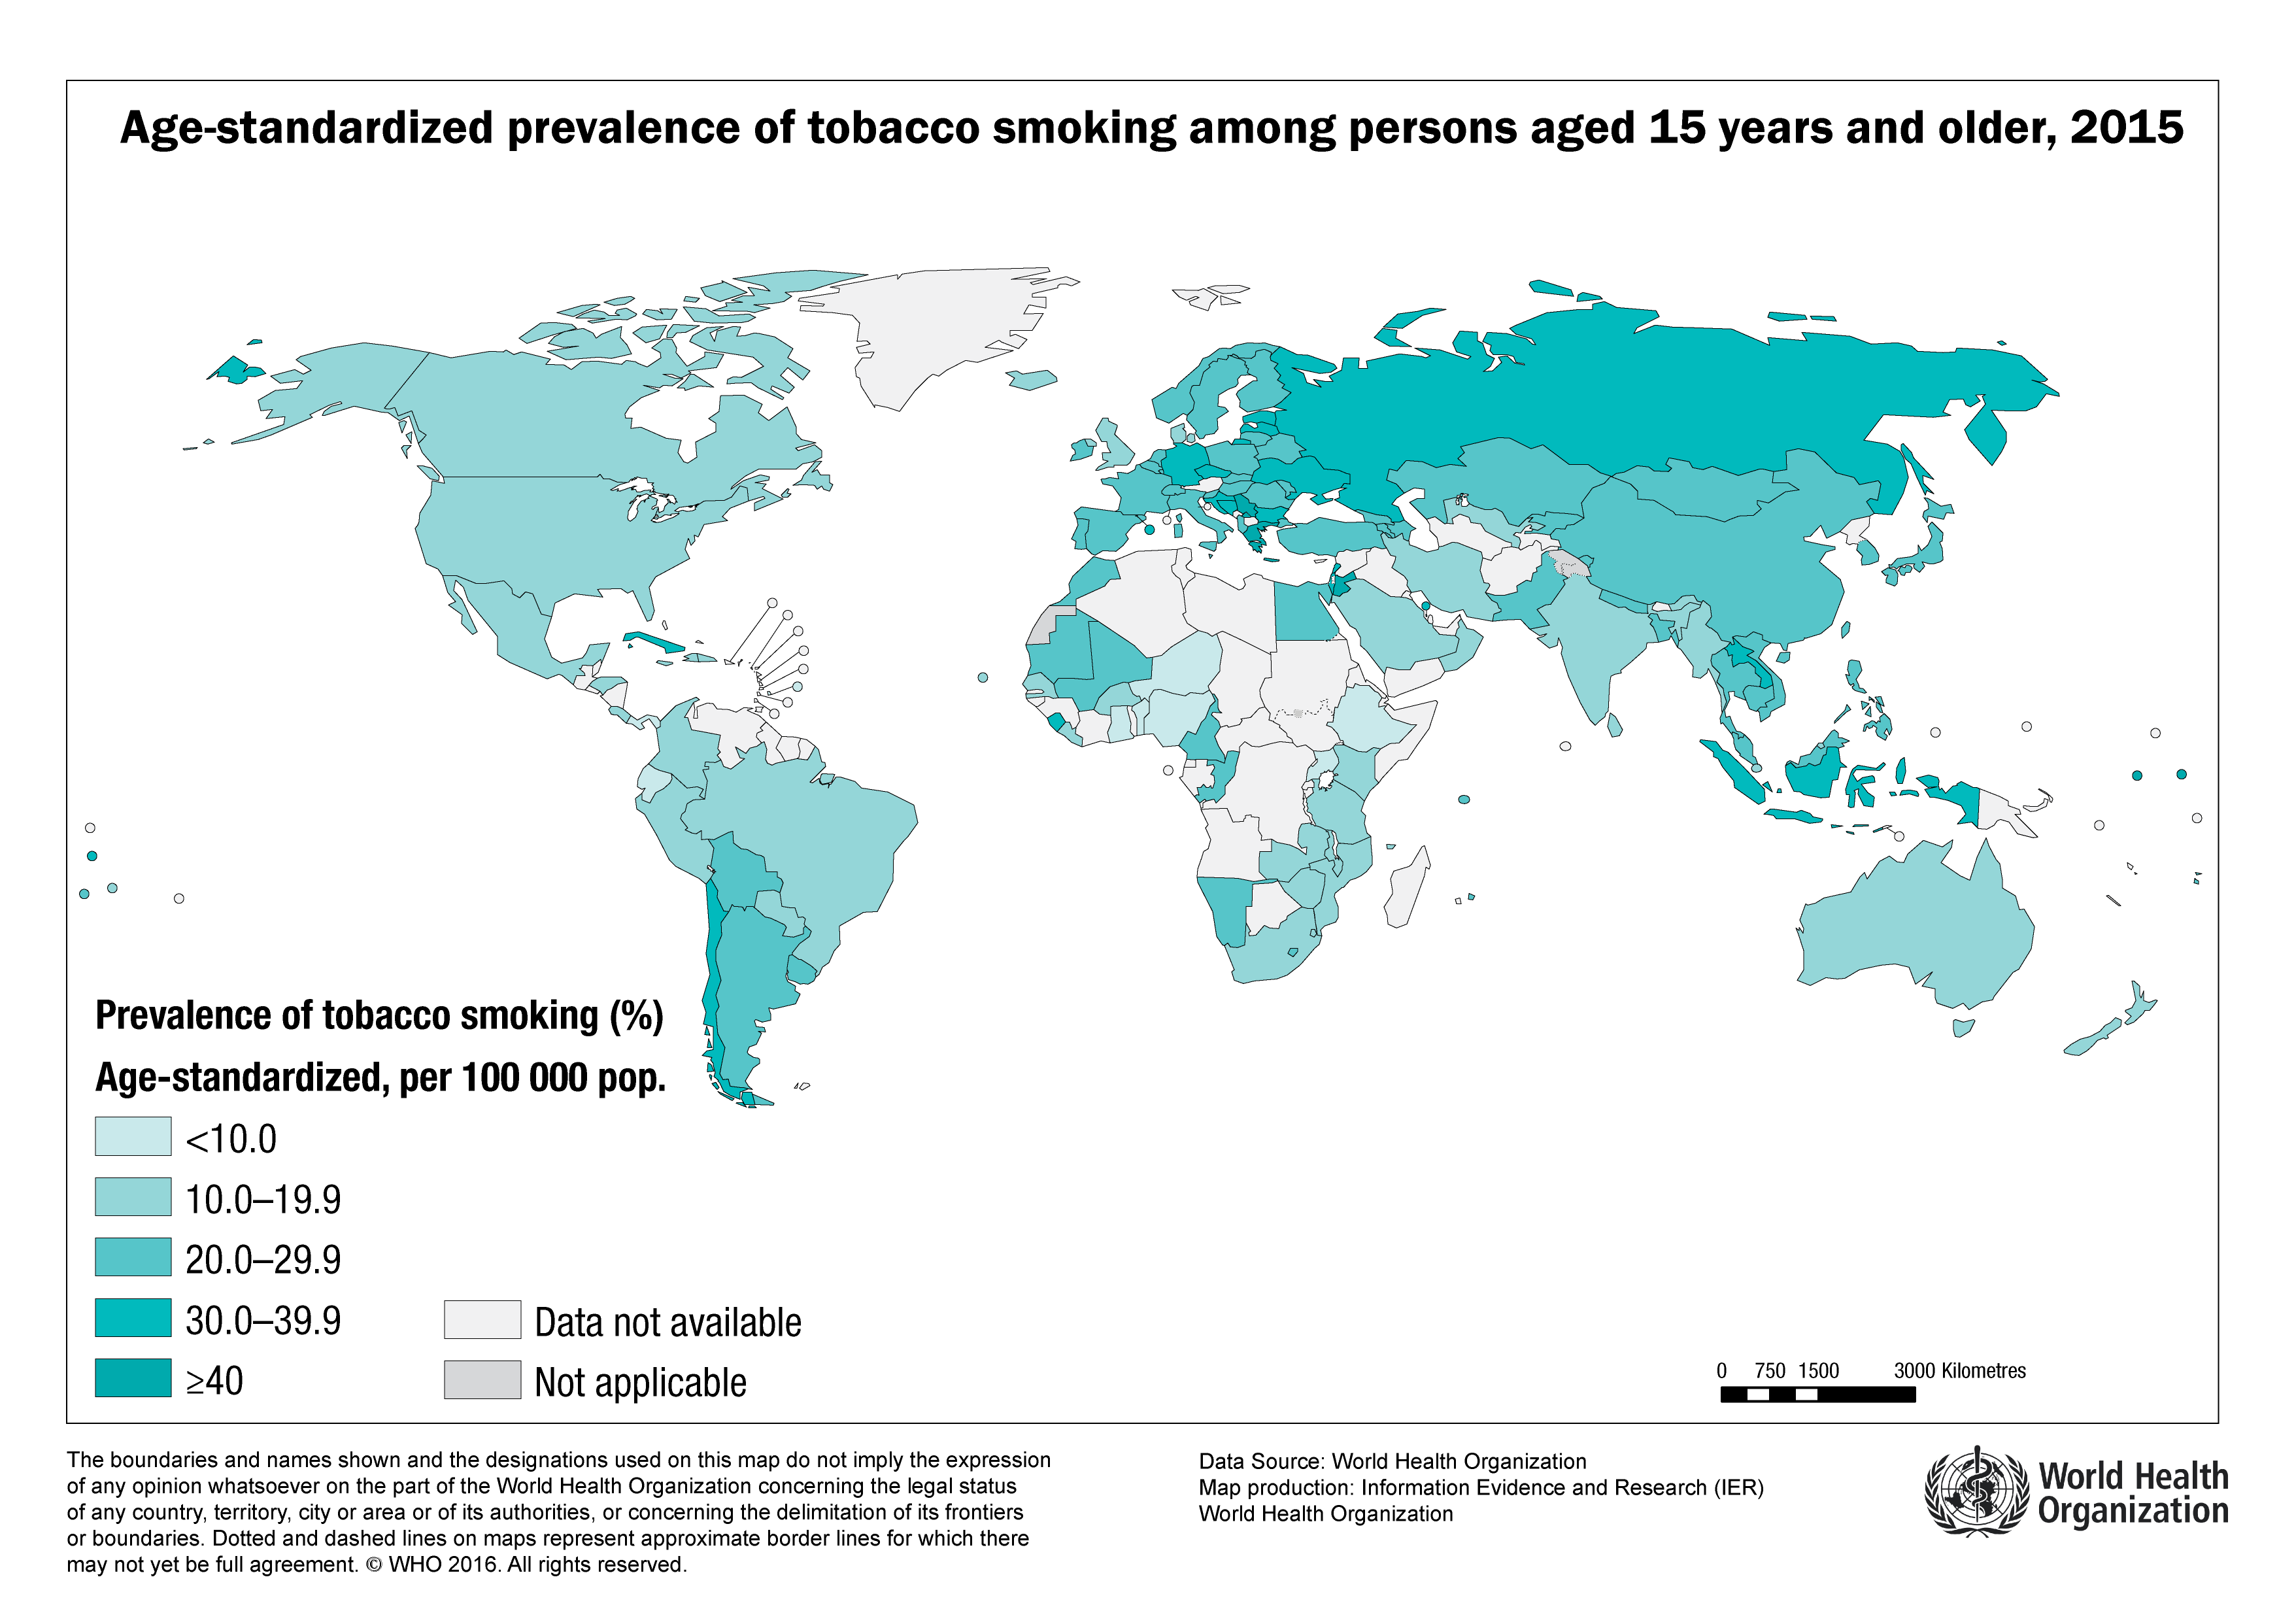 Age-standardized prevalence of tobacco smoking among persons aged 15 years and older, 2015
Prevalence of tobacco smoking (%)
Age-standardized, per 100 000 pop.
<10.0
10.0–19.9
20.0–29.9
30.0–39.9
≥40
Data not available
Not applicable
0 750 1500 3000 Kilometres
The boundaries and names shown and the designations used on this map do not imply the expression
of any opinion whatsoever on the part of the World Health Organization concerning the legal status
of any country, territory, city or area or of its authorities, or concerning the delimitation of its frontiers
or boundaries. Dotted and dashed lines on maps represent approximate border lines for which there
may not yet be full agreement. © WHO 2016. All rights reserved.
Data Source: World Health Organization
Map production: Information Evidence and Research (IER)
World Health Organization
World Health
Organization